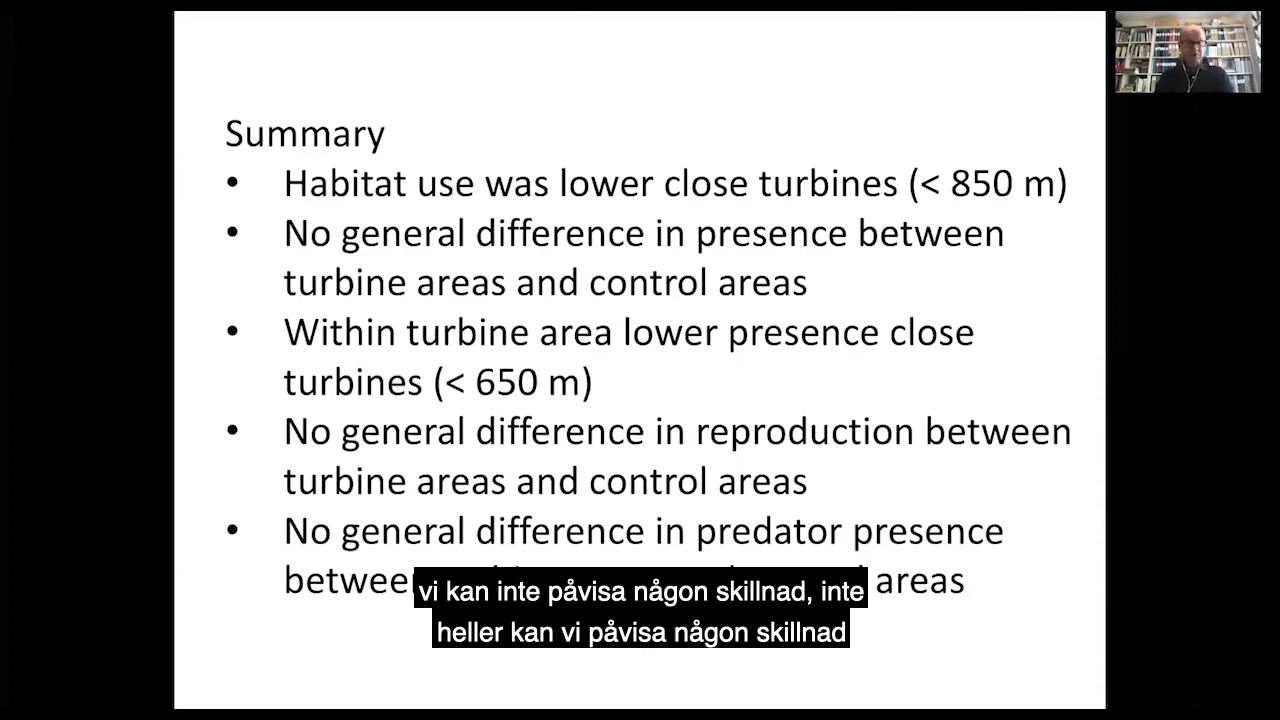 Summary
• Habitat use was lower close turbines (< 850 m)
• No general difference in presence between
turbine areas and control areas
• Within turbine area lower presence close
turbines (< 650 m)
• No general difference in reproduction between
turbine areas and control areas
• No general difference in predator presence
between areas
vi kan inte påvisa någon skillnad, inte
heller kan vi påvisa någon skillnad